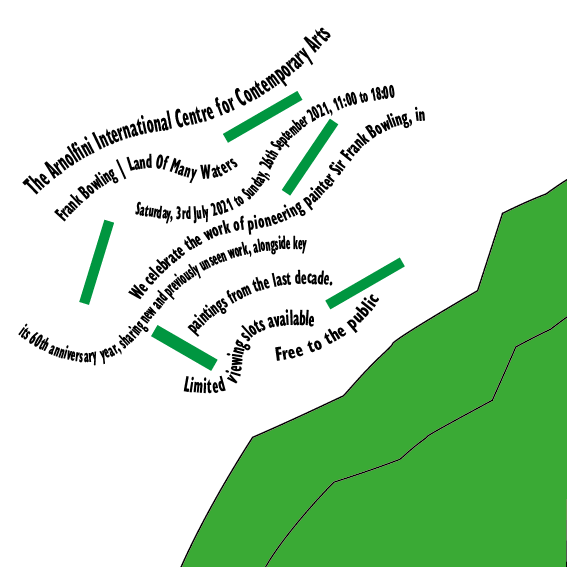 The Arnolfini International Centre for Contemporary Arts
Frank Bowling | Land Of Many Waters
Saturday, 3rd July 2021 to Sunday, 26th September 2021, 11:00 to 18:00
We celebrate the work of pioneering painter Sir Frank Bowling, in
its 60th anniversary year, sharing new and previously unseen work, alongside key
paintings from the last decade.
Limited viewing slots available
Free to the public